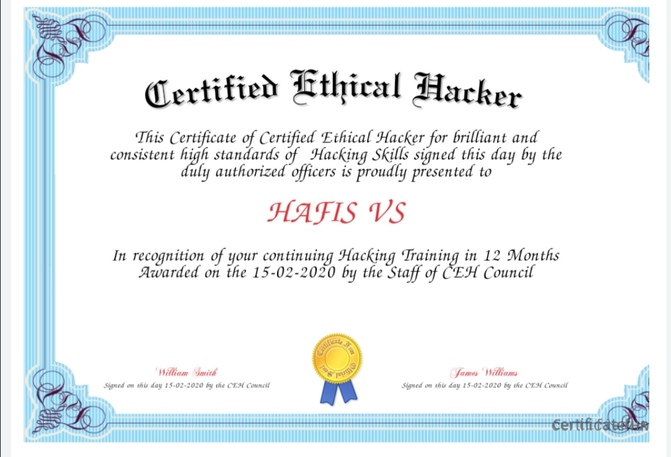 Certified Ethical Hacker
This Certificate of Certified Ethical Hacker for brilliant and
consistent high standards of Hacking Skills signed this day by the
duly authorized officers is proudly presented to
HAFIS VS
In recognition of your continuing Hacking Training in 12 Months
Awarded on the 15-02-2020 by the Staff of CEH Council
Certificate Fun
Official Seal
William Smith
Signed on this day 15-02-2020 by the CEH Council
James Williams
Signed on this day 15-02-2020 by the CEH Council